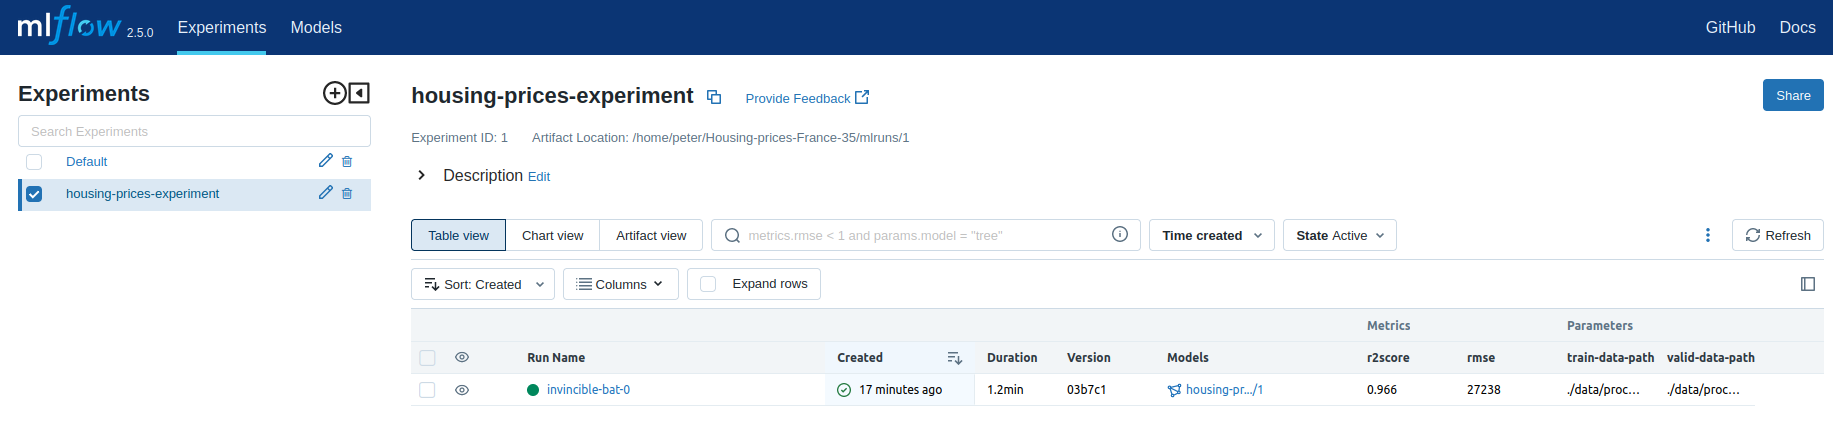 mlflow 2.5.0 Experiments Models GitHub Docs
Experiments
Search Experiments
Default
housing-prices-experiment
housing-prices-experiment Provide Feedback Share
Experiment ID: 1 Artifact Location: /home/peter/Housing-prices-France-35/mlruns/1
Description Edit
Table view Chart view Artifact view metrics.rmse < 1 and params.model = "tree" Time created State Active Refresh
Sort: Created Columns Expand rows
Metrics Parameters
Run Name Created Duration Version Models r2score rmse train-data-path valid-data-path
invincible-bat-0 17 minutes ago 1.2min 03b7c1 housing-pr.../1 0.966 27238 ./data/proc... ./data/proc...